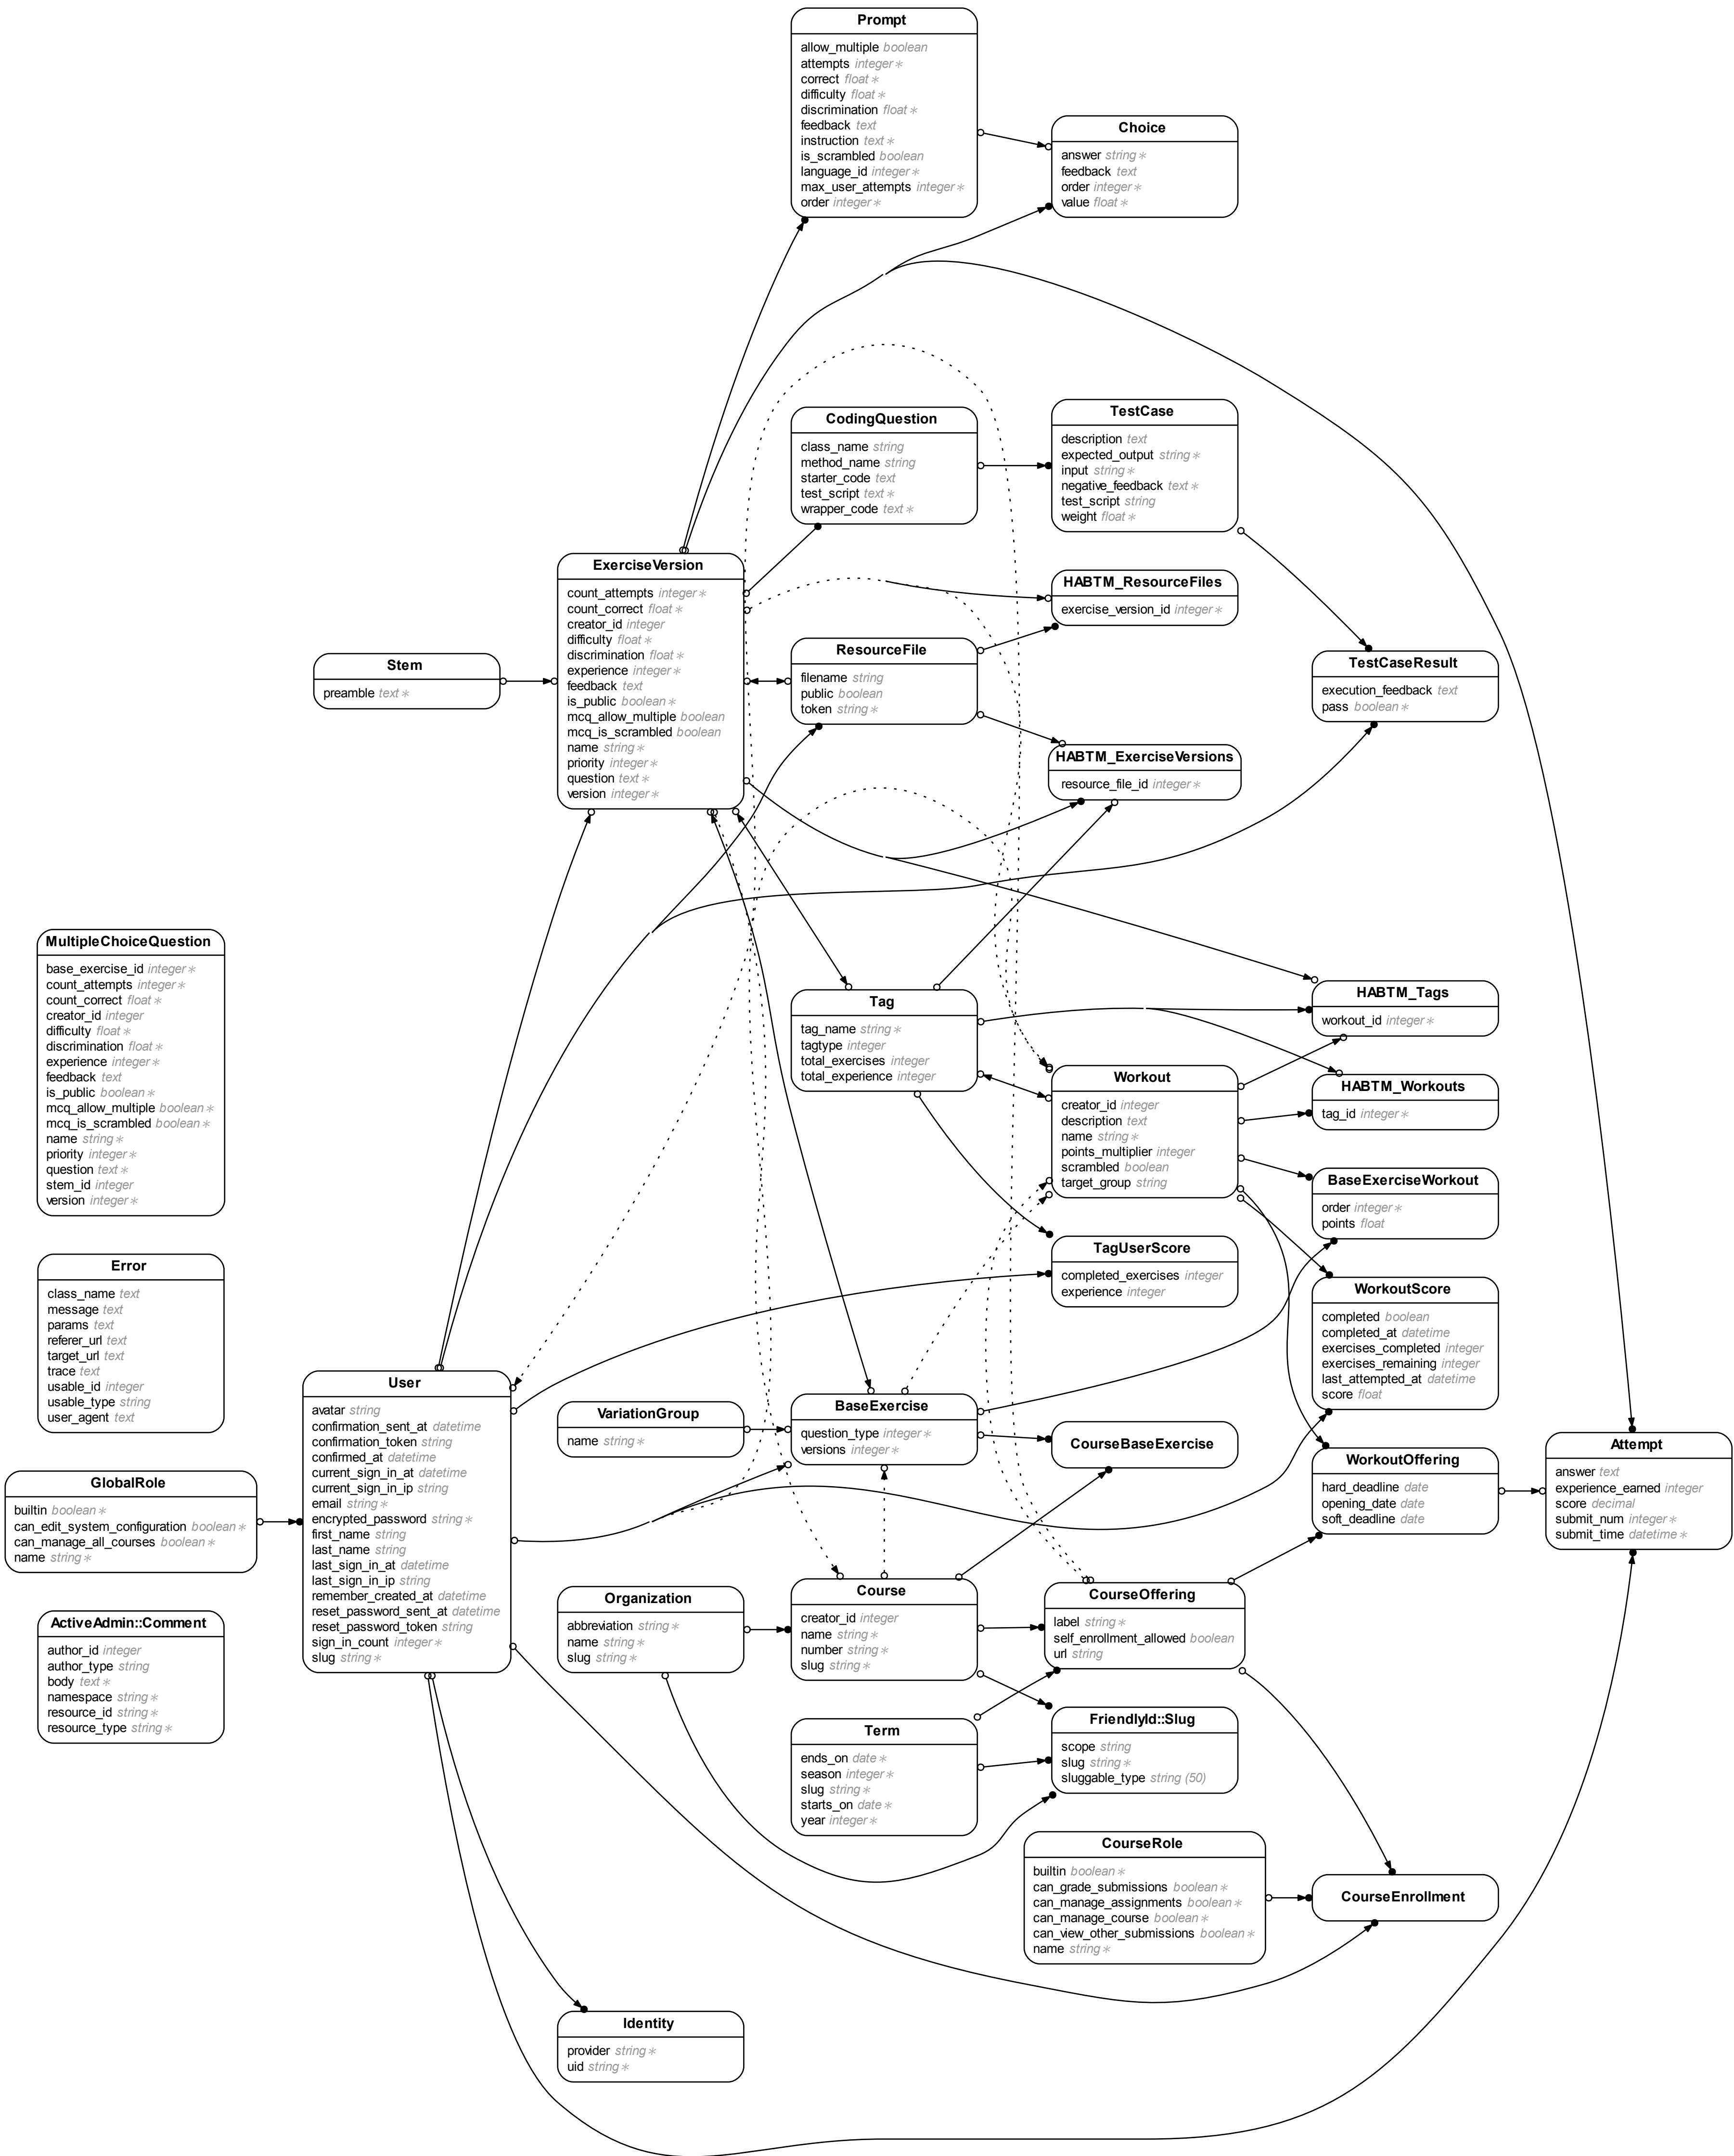 Prompt
allow_multiple boolean
attempts integer ∗
correct float ∗
difficulty float ∗
discrimination float ∗
feedback text
instruction text ∗
is_scrambled boolean
language_id integer ∗
max_user_attempts integer ∗
order integer ∗
Choice
answer string ∗
feedback text
order integer ∗
value float ∗
CodingQuestion
class_name string
method_name string
starter_code text
test_script text ∗
wrapper_code text ∗
TestCase
description text
expected_output string ∗
input string ∗
negative_feedback text ∗
test_script string
weight float ∗
ExerciseVersion
count_attempts integer ∗
count_correct float ∗
creator_id integer
difficulty float ∗
discrimination float ∗
experience integer ∗
feedback text
is_public boolean ∗
mcq_allow_multiple boolean
mcq_is_scrambled boolean
name string ∗
priority integer ∗
question text ∗
version integer ∗
HABTM_ResourceFiles
exercise_version_id integer ∗
Stem
preamble text ∗
ResourceFile
filename string
public boolean
token string ∗
TestCaseResult
execution_feedback text
pass boolean ∗
HABTM_ExerciseVersions
resource_file_id integer ∗
MultipleChoiceQuestion
base_exercise_id integer ∗
count_attempts integer ∗
count_correct float ∗
creator_id integer
difficulty float ∗
discrimination float ∗
experience integer ∗
feedback text
is_public boolean ∗
mcq_allow_multiple boolean ∗
mcq_is_scrambled boolean ∗
name string ∗
priority integer ∗
question text ∗
stem_id integer
version integer ∗
Tag
tag_name string ∗
tagtype integer
total_exercises integer
total_experience integer
HABTM_Tags
workout_id integer ∗
Workout
creator_id integer
description text
name string ∗
points_multiplier integer
scrambled boolean
target_group string
HABTM_Workouts
tag_id integer ∗
BaseExerciseWorkout
order integer ∗
points float
TagUserScore
completed_exercises integer
experience integer
Error
class_name text
message text
params text
referer_url text
target_url text
trace text
usable_id integer
usable_type string
user_agent text
WorkoutScore
completed boolean
completed_at datetime
exercises_completed integer
exercises_remaining integer
last_attempted_at datetime
score float
User
avatar string
confirmation_sent_at datetime
confirmation_token string
confirmed_at datetime
current_sign_in_at datetime
current_sign_in_ip string
email string ∗
encrypted_password string ∗
first_name string
last_name string
last_sign_in_at datetime
last_sign_in_ip string
remember_created_at datetime
reset_password_sent_at datetime
reset_password_token string
sign_in_count integer ∗
slug string ∗
VariationGroup
name string ∗
BaseExercise
question_type integer ∗
versions integer ∗
CourseBaseExercise
WorkoutOffering
hard_deadline date
opening_date date
soft_deadline date
Attempt
answer text
experience_earned integer
score decimal
submit_num integer ∗
submit_time datetime ∗
GlobalRole
builtin boolean ∗
can_edit_system_configuration boolean ∗
can_manage_all_courses boolean ∗
name string ∗
ActiveAdmin::Comment
author_id integer
author_type string
body text ∗
namespace string ∗
resource_id string ∗
resource_type string ∗
Organization
abbreviation string ∗
name string ∗
slug string ∗
Course
creator_id integer
name string ∗
number string ∗
slug string ∗
CourseOffering
label string ∗
self_enrollment_allowed boolean
url string
Term
ends_on date ∗
season integer ∗
slug string ∗
starts_on date ∗
year integer ∗
FriendlyId::Slug
scope string
slug string ∗
sluggable_type string (50)
CourseRole
builtin boolean ∗
can_grade_submissions boolean ∗
can_manage_assignments boolean ∗
can_manage_course boolean ∗
can_view_other_submissions boolean ∗
name string ∗
CourseEnrollment
Identity
provider string ∗
uid string ∗